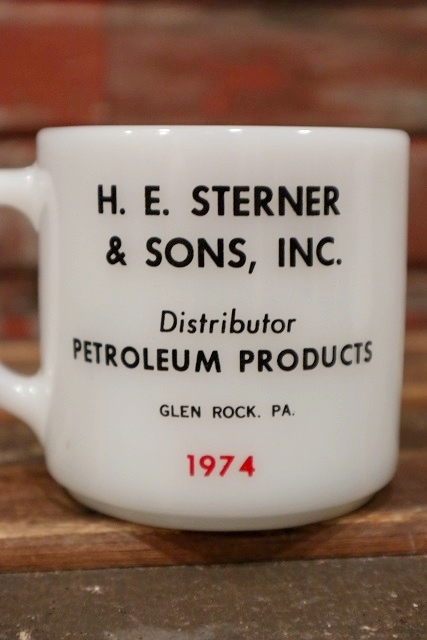 H. E. STERNER
& SONS, INC.
Distributor
PETROLEUM PRODUCTS
GLEN ROCK. PA.
1974